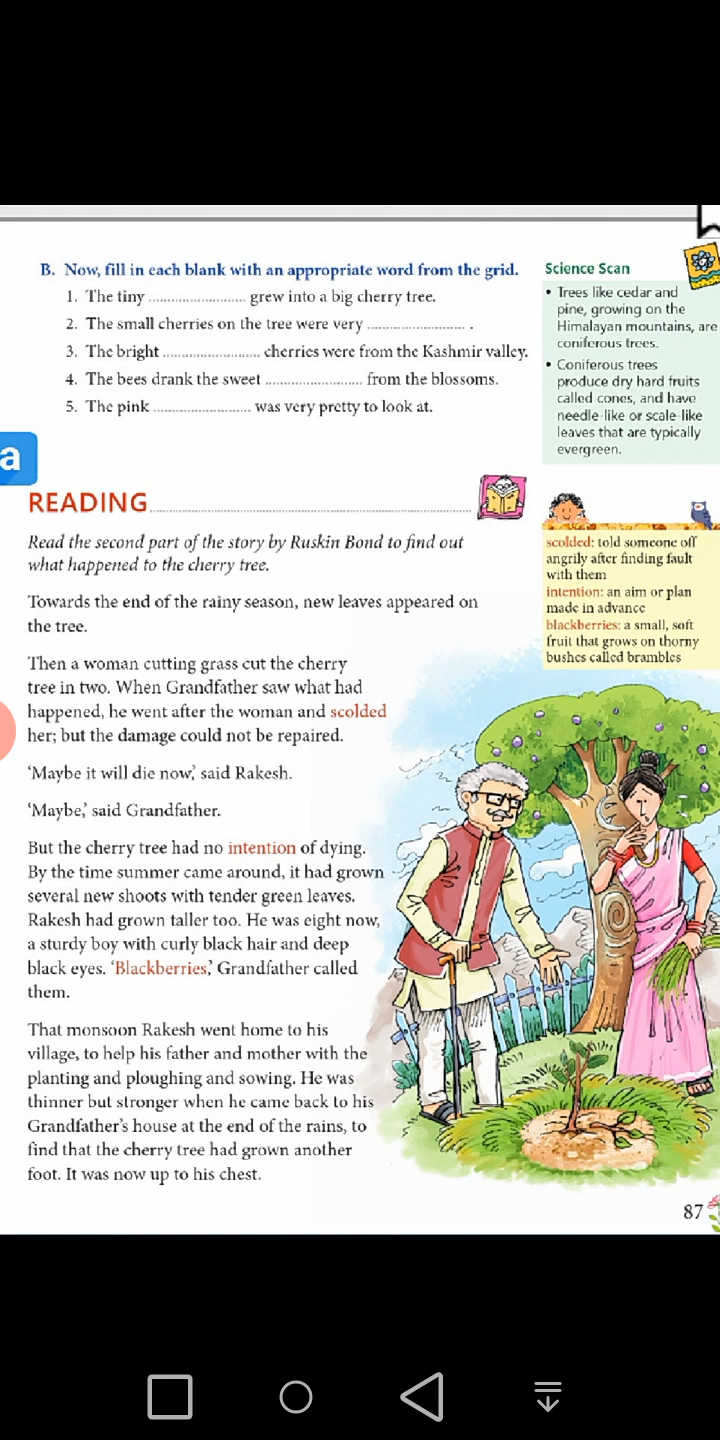 B. Now, fill in each blank with an appropriate word from the grid.
1. The tiny ........................ grew into a big cherry tree.
2. The small cherries on the tree were very ........................ .
3. The bright ........................ cherries were from the Kashmir valley.
4. The bees drank the sweet ........................ from the blossoms.
5. The pink ........................ was very pretty to look at.
Science Scan
• Trees like cedar and
pine, growing on the
Himalayan mountains, are
coniferous trees.
• Coniferous trees
produce dry hard fruits
called cones, and have
needle-like or scale-like
leaves that are typically
evergreen.
a
READING
Read the second part of the story by Ruskin Bond to find out
what happened to the cherry tree.
Towards the end of the rainy season, new leaves appeared on
the tree.
Then a woman cutting grass cut the cherry
tree in two. When Grandfather saw what had
happened, he went after the woman and scolded
her; but the damage could not be repaired.
‘Maybe it will die now,’ said Rakesh.
‘Maybe,’ said Grandfather.
But the cherry tree had no intention of dying.
By the time summer came around, it had grown
several new shoots with tender green leaves.
Rakesh had grown taller too. He was eight now,
a sturdy boy with curly black hair and deep
black eyes. ‘Blackberries,’ Grandfather called
them.
That monsoon Rakesh went home to his
village, to help his father and mother with the
planting and ploughing and sowing. He was
thinner but stronger when he came back to his
Grandfather’s house at the end of the rains, to
find that the cherry tree had grown another
foot. It was now up to his chest.
scolded: told someone off
angrily after finding fault
with them
intention: an aim or plan
made in advance
blackberries: a small, soft
fruit that grows on thorny
bushes called brambles
87